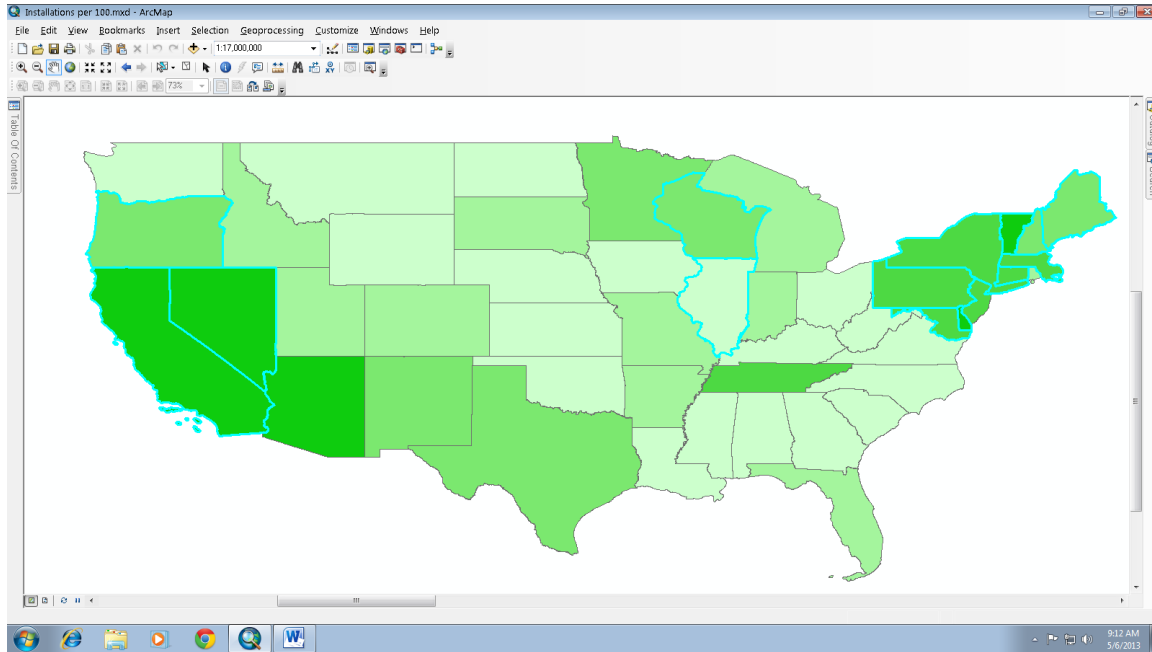 Installations per 100.mxd - ArcMap
File Edit View Bookmarks Insert Selection Geoprocessing Customize Windows Help
1:17,000,000
73%
Table Of Contents
9:12 AM
5/6/2013